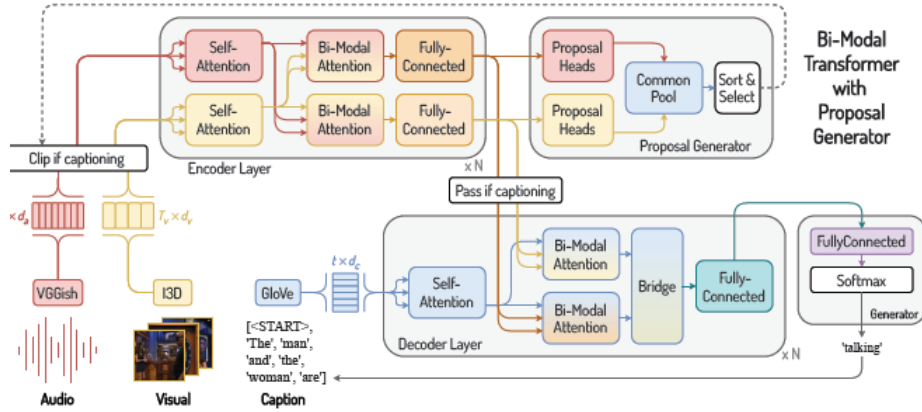 Bi-Modal
Transformer
with
Proposal
Generator
Self-
Attention
Bi-Modal
Attention
Fully-
Connected
Self-
Attention
Bi-Modal
Attention
Fully-
Connected
Encoder Layer
x N
Proposal
Heads
Proposal
Heads
Common
Pool
Sort &
Select
Proposal Generator
Clip if captioning
Pass if captioning
× dₐ
Tᵥ × dᵥ
VGGish
I3D
Audio
Visual
GloVe
t × d_c
[<START>,
'The', 'man',
'and', 'the',
'woman', 'are']
Caption
Self-
Attention
Bi-Modal
Attention
Bi-Modal
Attention
Bridge
Fully-
Connected
Decoder Layer
x N
FullyConnected
Softmax
Generator
'talking'